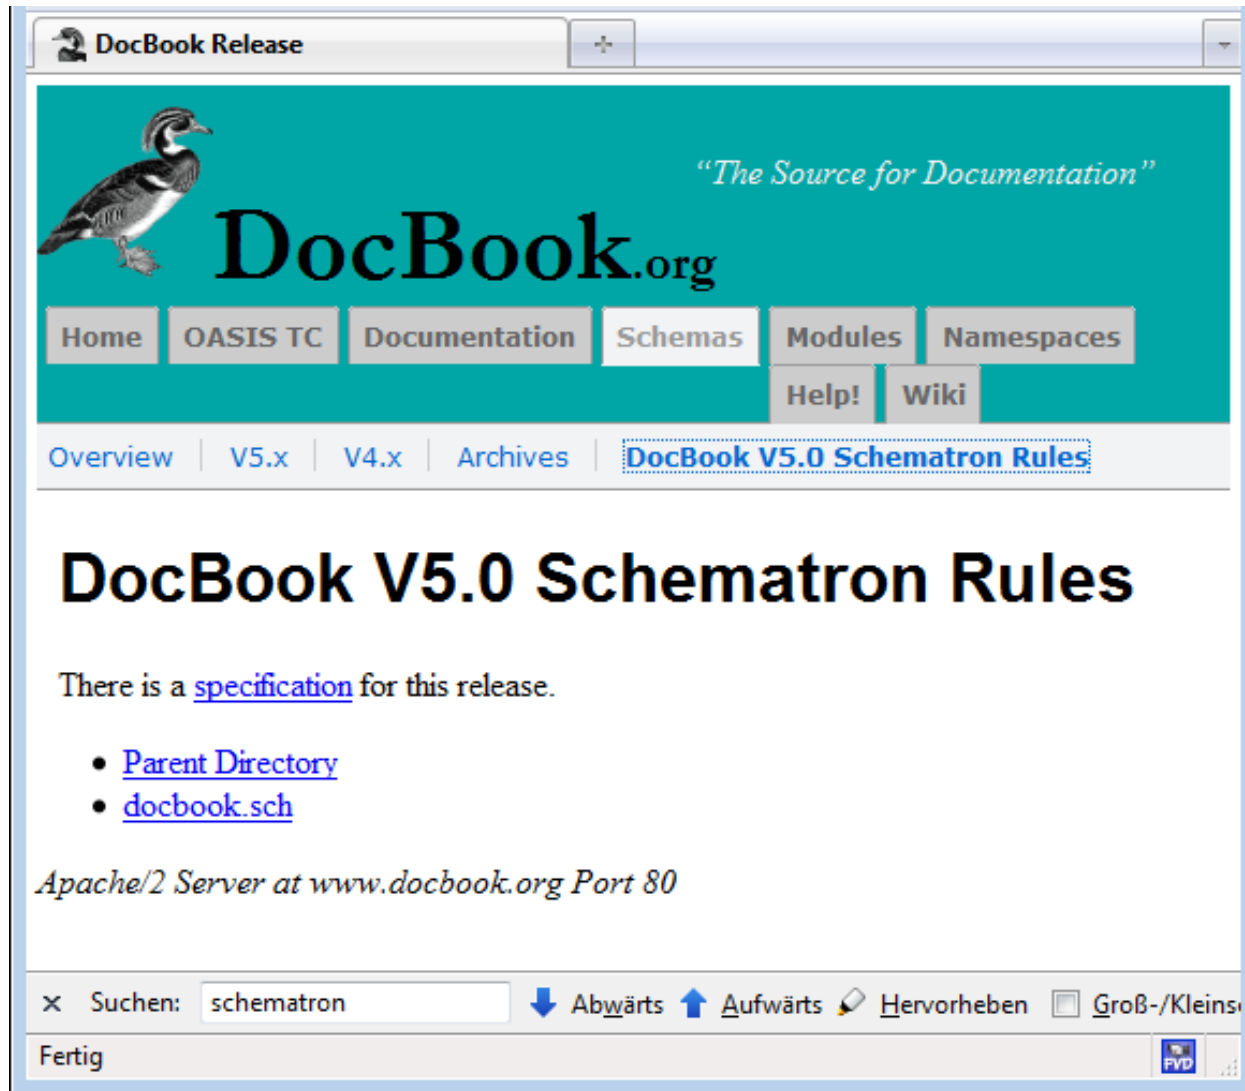 DocBook Release
“The Source for Documentation”
DocBook.org
Home OASIS TC Documentation Schemas Modules Namespaces
Help! Wiki
Overview V5.x V4.x Archives DocBook V5.0 Schematron Rules
DocBook V5.0 Schematron Rules
There is a specification for this release.
• Parent Directory
• docbook.sch
Apache/2 Server at www.docbook.org Port 80
× Suchen: schematron Abwärts Aufwärts Hervorheben Groß-/Kleins
Fertig FVD